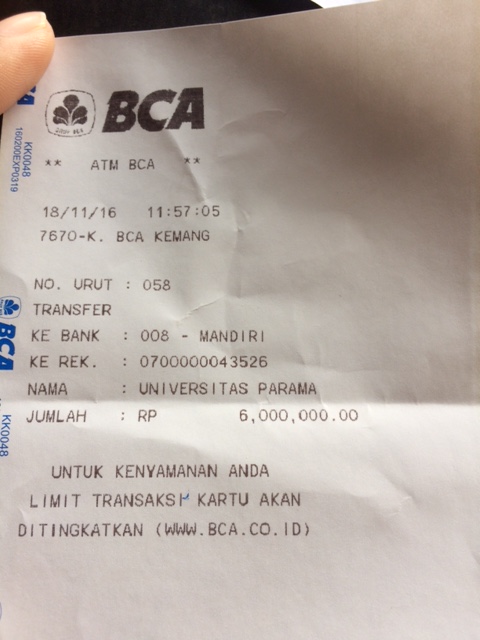 BCA
** ATM BCA **
18/11/16 11:57:05
7670-K. BCA KEMANG
NO. URUT : 058
TRANSFER
KE BANK : 008 - MANDIRI
KE REK. : 0700000043526
NAMA : UNIVERSITAS PARAMA
JUMLAH : RP 6,000,000.00
UNTUK KENYAMANAN ANDA
LIMIT TRANSAKSI KARTU AKAN
DITINGKATKAN (WWW.BCA.CO.ID)
KK0048
160200EXP0319
BCA
KK0048